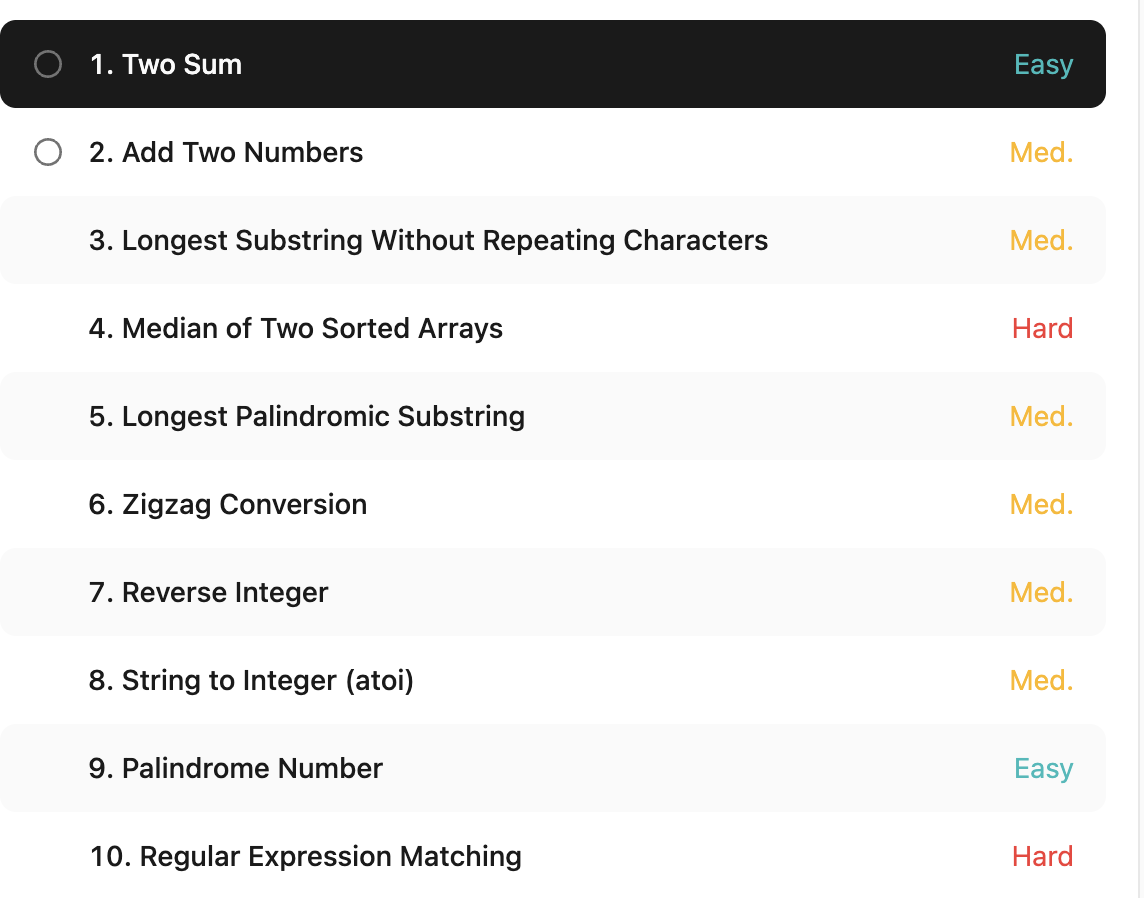 1. Two Sum Easy
2. Add Two Numbers Med.
3. Longest Substring Without Repeating Characters Med.
4. Median of Two Sorted Arrays Hard
5. Longest Palindromic Substring Med.
6. Zigzag Conversion Med.
7. Reverse Integer Med.
8. String to Integer (atoi) Med.
9. Palindrome Number Easy
10. Regular Expression Matching Hard